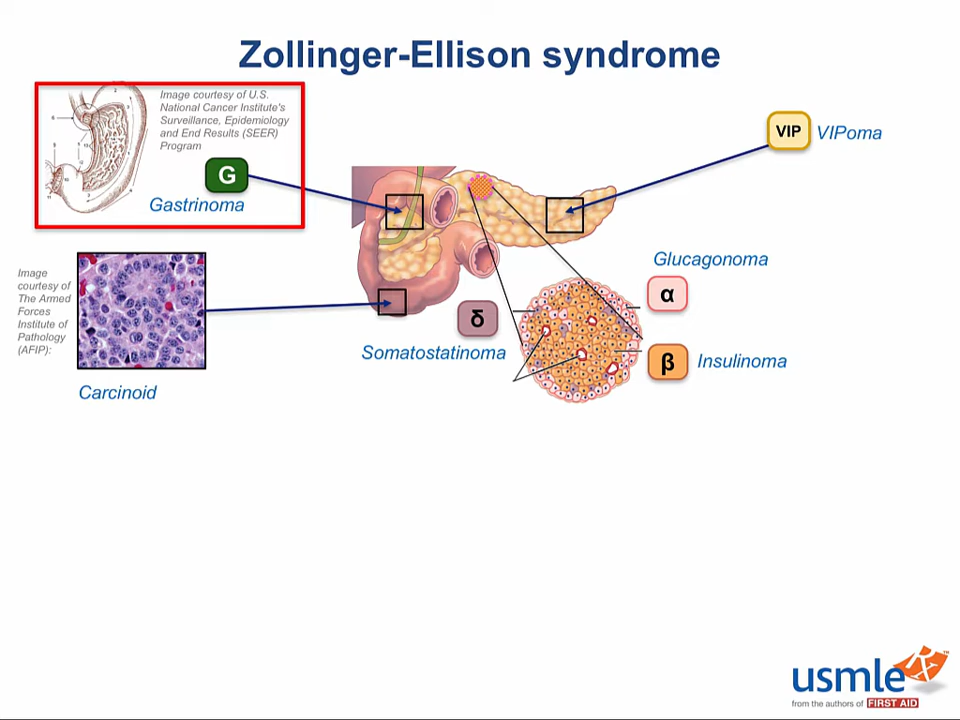 Zollinger-Ellison syndrome
Image courtesy of U.S.
National Cancer Institute's
Surveillance, Epidemiology
and End Results (SEER)
Program
G
Gastrinoma
VIP
VIPoma
Image
courtesy of
The Armed
Forces
Institute of
Pathology
(AFIP):
Carcinoid
δ
Somatostatinoma
Glucagonoma
α
β
Insulinoma
usmle
Rx
TM
from the authors of FIRST AID